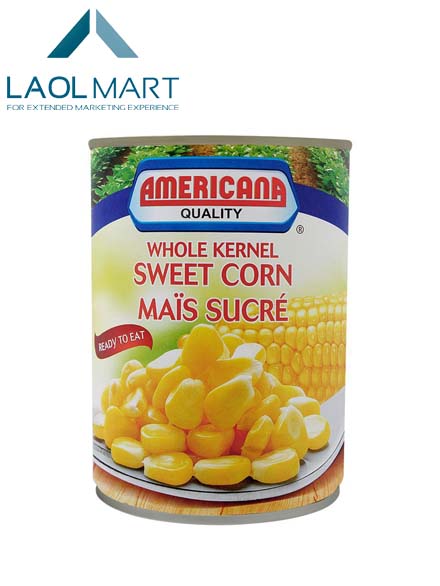 LAOLMART
FOR EXTENDED MARKETING EXPERIENCE
AMERICANA
QUALITY
®
WHOLE KERNEL
SWEET CORN
MAÏS SUCRÉ
READY TO EAT